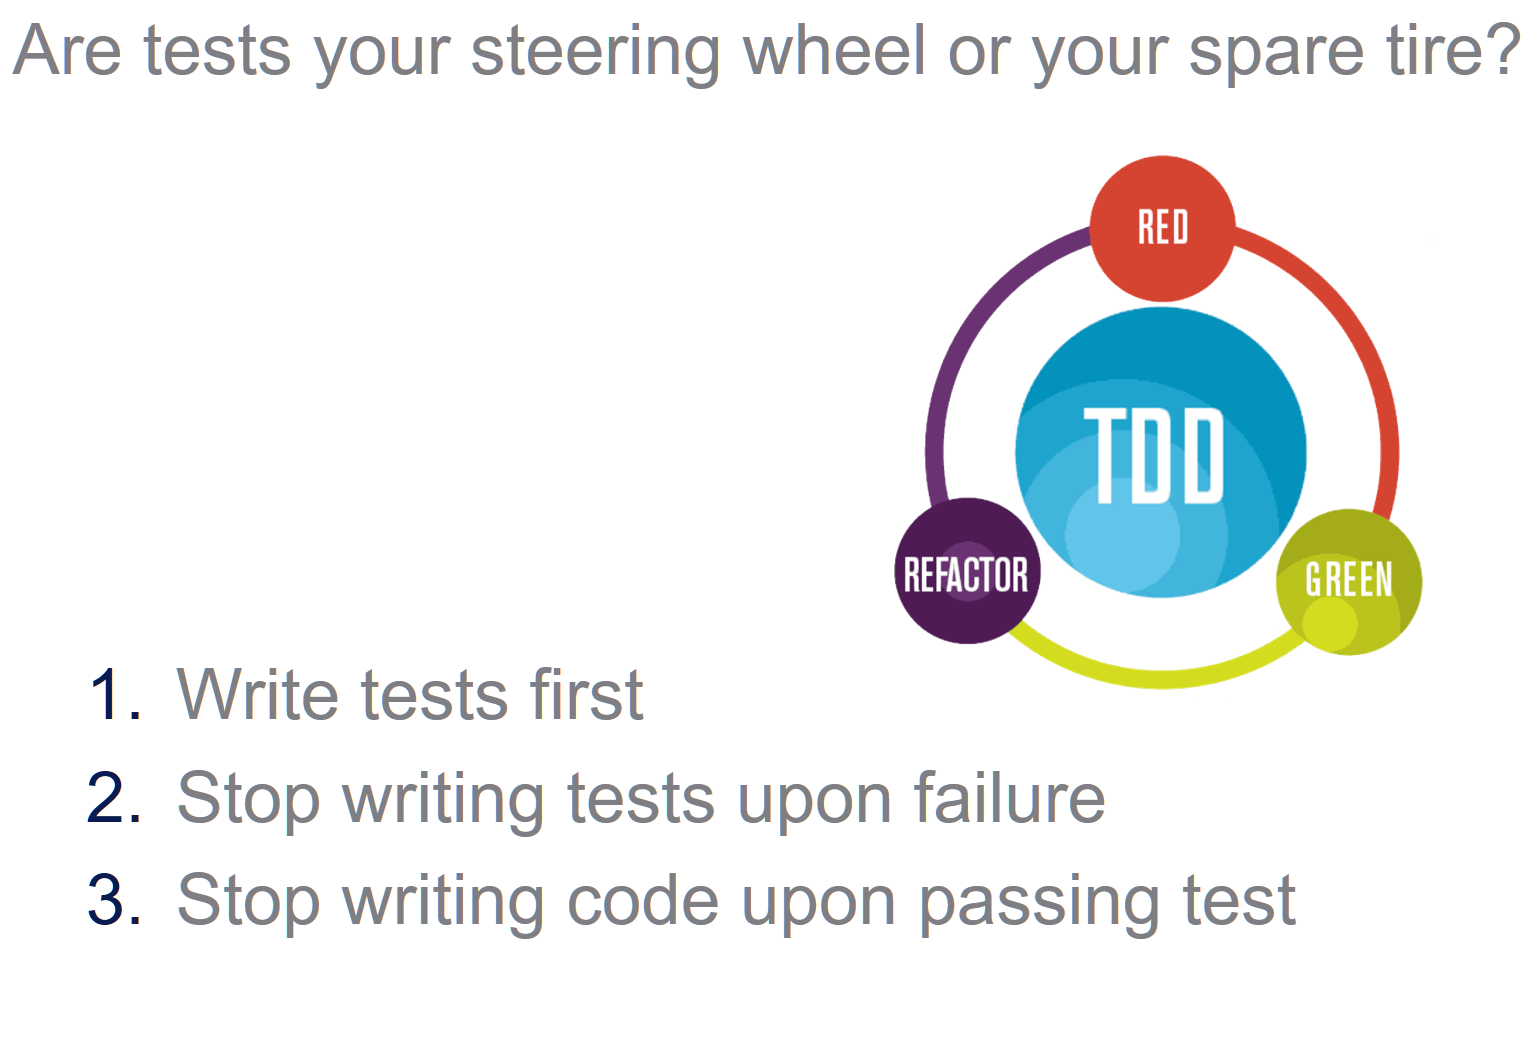 Are tests your steering wheel or your spare tire?
RED
TDD
REFACTOR
GREEN
1. Write tests first
2. Stop writing tests upon failure
3. Stop writing code upon passing test